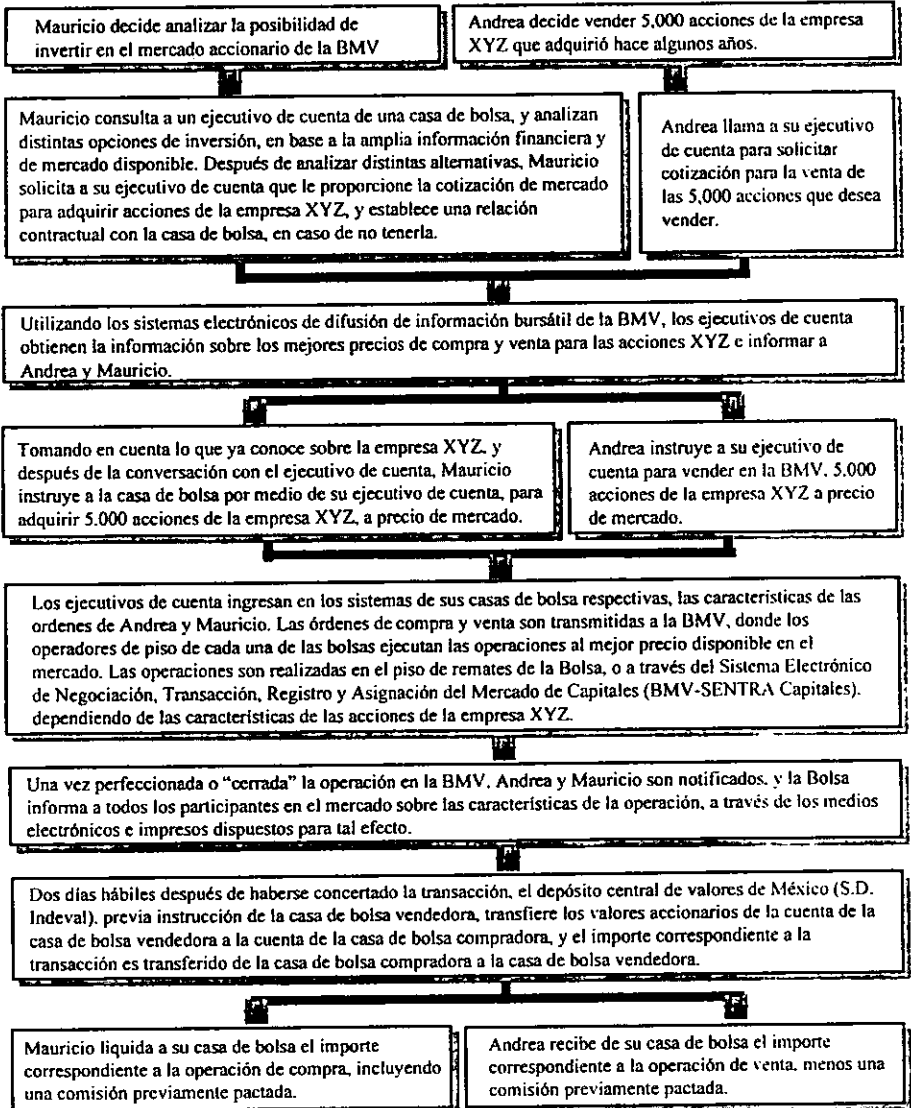 Mauricio decide analizar la posibilidad de
invertir en el mercado accionario de la BMV
Andrea decide vender 5,000 acciones de la empresa
XYZ que adquirió hace algunos años.
Mauricio consulta a un ejecutivo de cuenta de una casa de bolsa, y analizan
distintas opciones de inversión, en base a la amplia información financiera y
de mercado disponible. Después de analizar distintas alternativas, Mauricio
solicita a su ejecutivo de cuenta que le proporcione la cotización de mercado
para adquirir acciones de la empresa XYZ, y establece una relación
contractual con la casa de bolsa, en caso de no tenerla.
Andrea llama a su ejecutivo
de cuenta para solicitar
cotización para la venta de
las 5,000 acciones que desea
vender.
Utilizando los sistemas electrónicos de difusión de información bursátil de la BMV, los ejecutivos de cuenta
obtienen la información sobre los mejores precios de compra y venta para las acciones XYZ e informar a
Andrea y Mauricio.
Tomando en cuenta lo que ya conoce sobre la empresa XYZ, y
después de la conversación con el ejecutivo de cuenta, Mauricio
instruye a la casa de bolsa por medio de su ejecutivo de cuenta, para
adquirir 5.000 acciones de la empresa XYZ, a precio de mercado.
Andrea instruye a su ejecutivo de
cuenta para vender en la BMV. 5.000
acciones de la empresa XYZ a precio
de mercado.
Los ejecutivos de cuenta ingresan en los sistemas de sus casas de bolsa respectivas, las características de las
ordenes de Andrea y Mauricio. Las órdenes de compra y venta son transmitidas a la BMV, donde los
operadores de piso de cada una de las bolsas ejecutan las operaciones al mejor precio disponible en el
mercado. Las operaciones son realizadas en el piso de remates de la Bolsa, o a través del Sistema Electrónico
de Negociación, Transacción, Registro y Asignación del Mercado de Capitales (BMV-SENTRA Capitales).
dependiendo de las características de las acciones de la empresa XYZ.
Una vez perfeccionada o "cerrada" la operación en la BMV. Andrea y Mauricio son notificados. y la Bolsa
informa a todos los participantes en el mercado sobre las características de la operación, a través de los medios
electrónicos e impresos dispuestos para tal efecto.
Dos días hábiles después de haberse concertado la transacción, el depósito central de valores de México (S.D.
Indeval). previa instrucción de la casa de bolsa vendedora, transfiere los valores accionarios de la cuenta de la
casa de bolsa vendedora a la cuenta de la casa de bolsa compradora, y el importe correspondiente a la
transacción es transferido de la casa de bolsa compradora a la casa de bolsa vendedora.
Mauricio liquida a su casa de bolsa el importe
correspondiente a la operación de compra, incluyendo
una comisión previamente pactada.
Andrea recibe de su casa de bolsa el importe
correspondiente a la operación de venta. menos una
comisión previamente pactada.